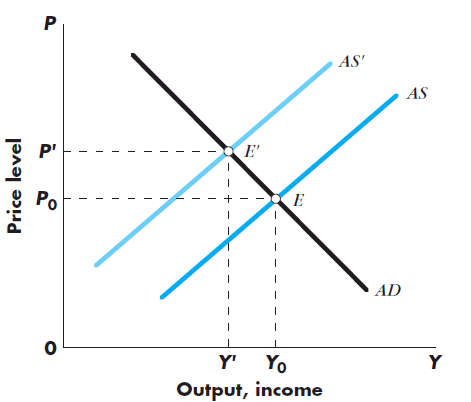 P
AS'
AS
P'
E'
P₀
E
Price level
AD
0
Y'
Y₀
Y
Output, income